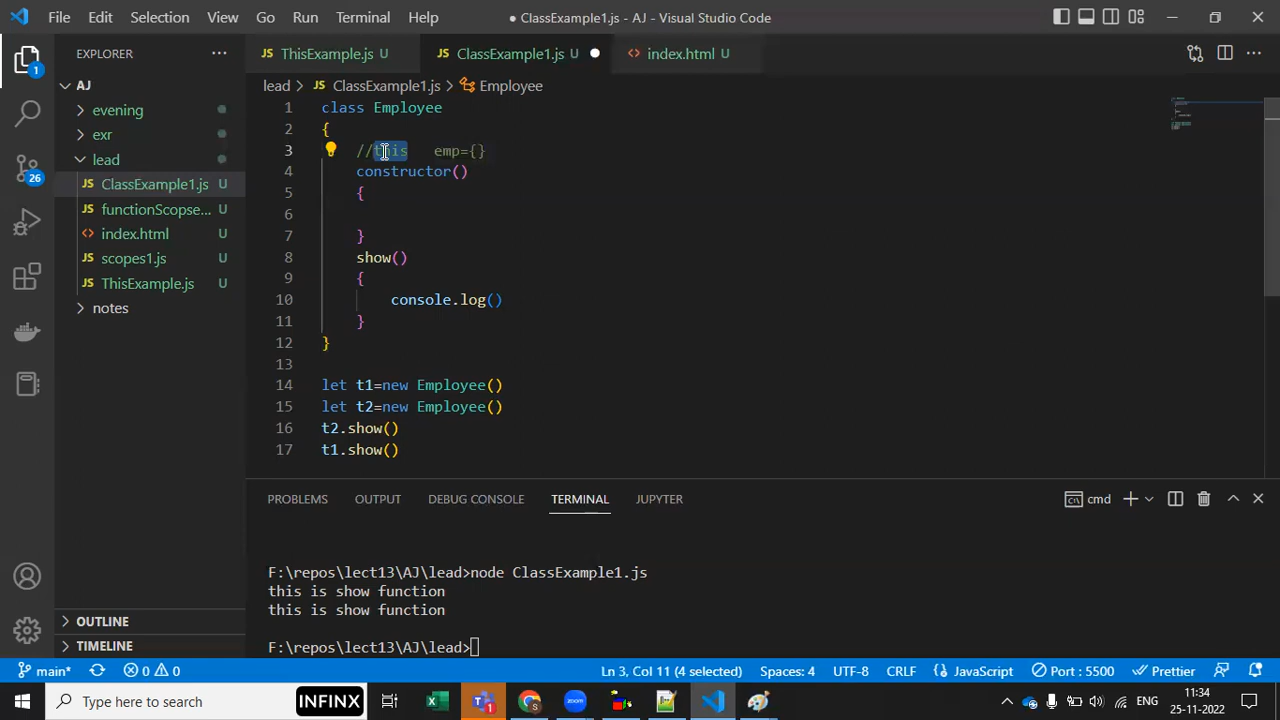 File Edit Selection View Go Run Terminal Help ● ClassExample1.js - AJ - Visual Studio Code
EXPLORER ···
ThisExample.js U ClassExample1.js U index.html U
AJ
lead > JS ClassExample1.js > Employee
evening
exr
lead
JS ClassExample1.js U
JS functionScopse... U
<> index.html U
JS scopes1.js U
JS ThisExample.js U
notes
OUTLINE
TIMELINE
1
26
1 class Employee
2 {
3 //this emp={}
4 constructor()
5 {
6
7 }
8 show()
9 {
10 console.log()
11 }
12 }
13
14 let t1=new Employee()
15 let t2=new Employee()
16 t2.show()
17 t1.show()
PROBLEMS OUTPUT DEBUG CONSOLE TERMINAL JUPYTER cmd
F:\repos\lect13\AJ\lead>node ClassExample1.js
this is show function
this is show function
F:\repos\lect13\AJ\lead>
main* 0 0 Ln 3, Col 11 (4 selected) Spaces: 4 UTF-8 CRLF {} JavaScript Port : 5500 Prettier
Type here to search INFINX ENG 11:34
25-11-2022